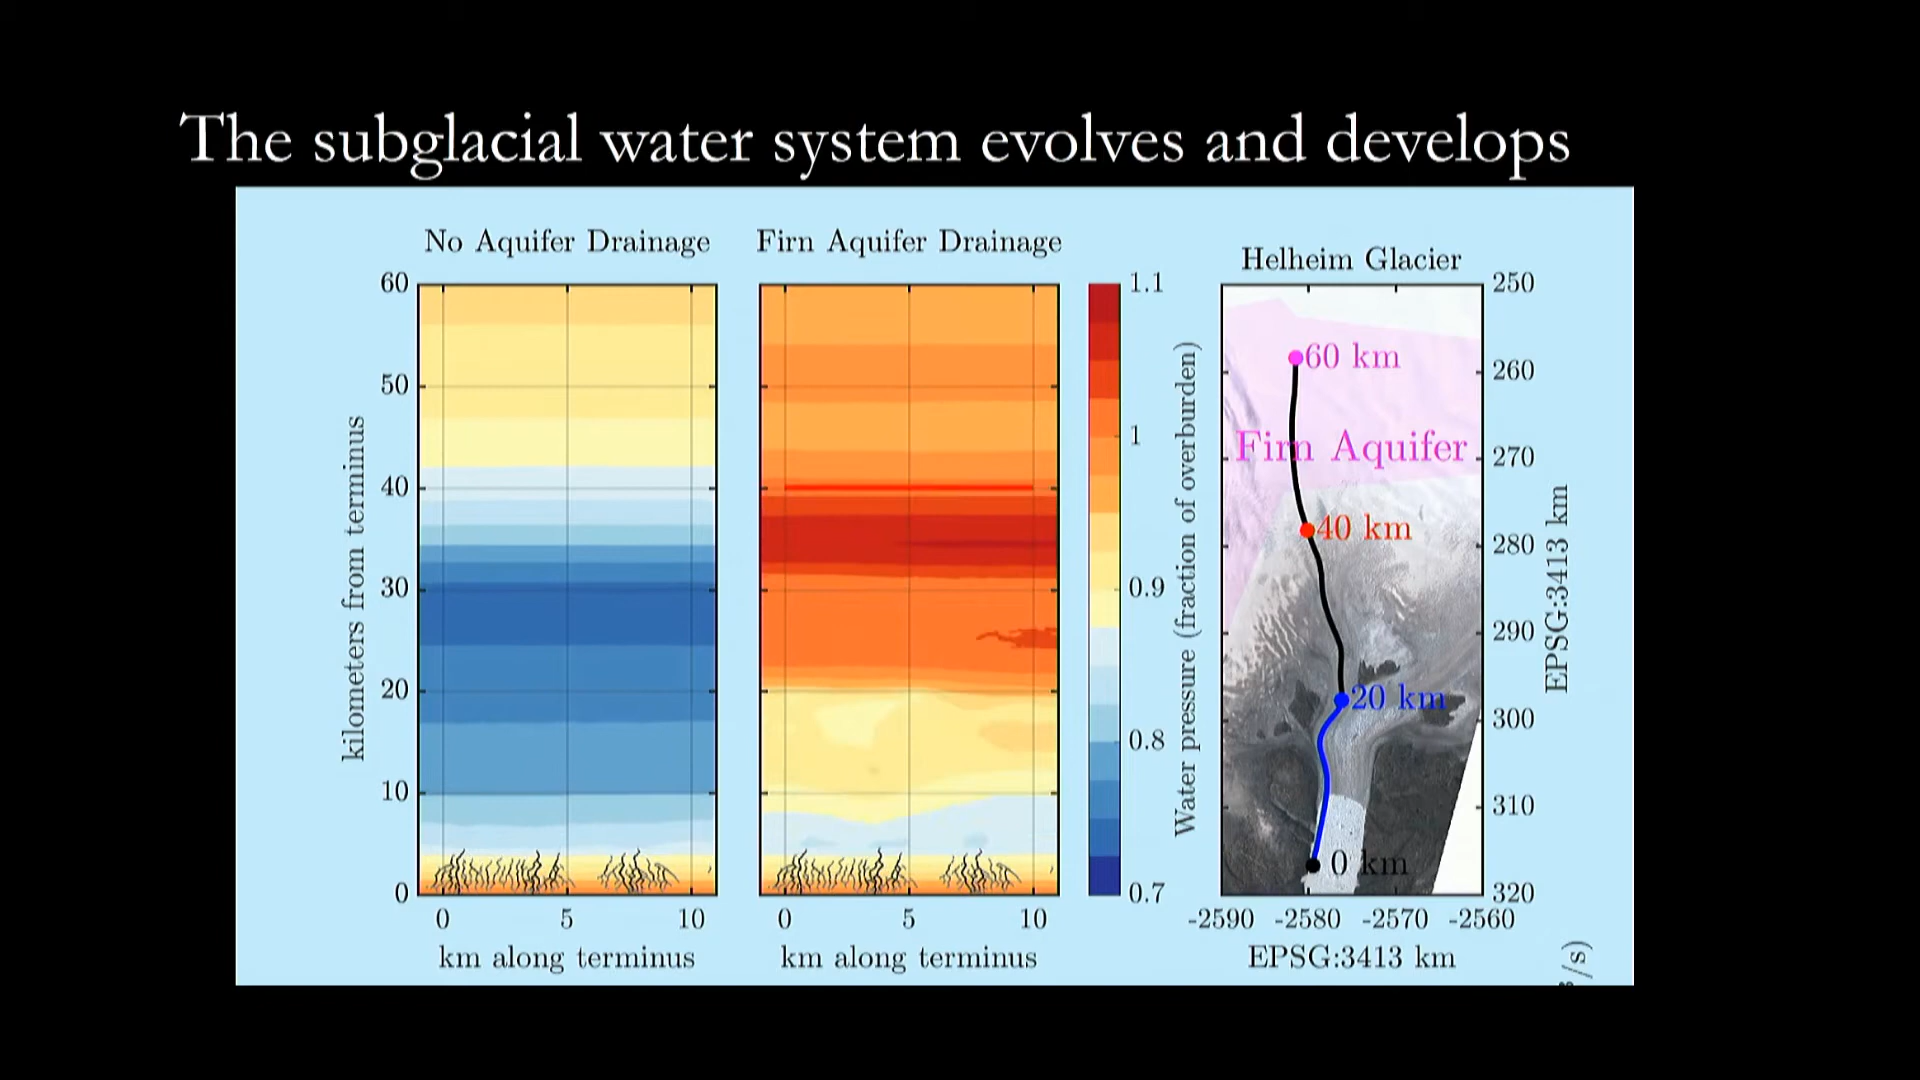 The subglacial water system evolves and develops
No Aquifer Drainage
Firn Aquifer Drainage
Helheim Glacier
60
50
40
30
20
10
0
kilometers from terminus
0 5 10
km along terminus
0 5 10
km along terminus
1.1
1
0.9
0.8
0.7
Water pressure (fraction of overburden)
60 km
Firn Aquifer
40 km
20 km
0 km
250
260
270
280
290
300
310
320
EPSG:3413 km
-2590 -2580 -2570 -2560
EPSG:3413 km
/s)